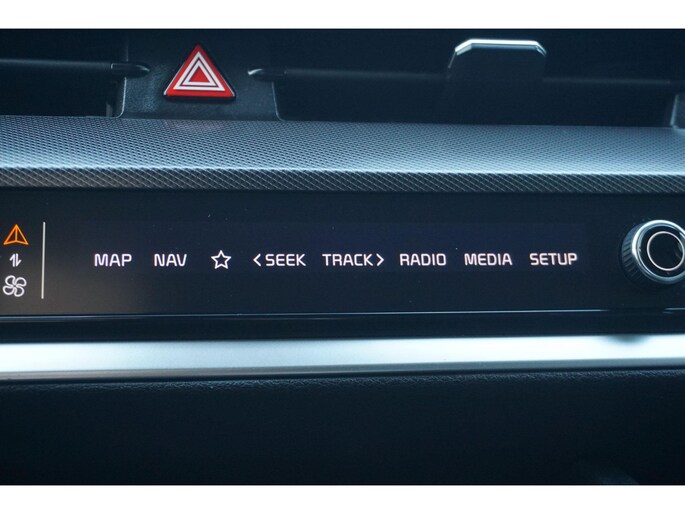 MAP NAV ☆ <SEEK TRACK> RADIO MEDIA SETUP